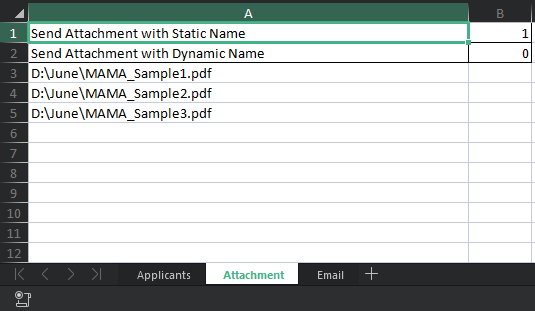 A B
1 Send Attachment with Static Name 1
2 Send Attachment with Dynamic Name 0
3 D:\June\MAMA_Sample1.pdf
4 D:\June\MAMA_Sample2.pdf
5 D:\June\MAMA_Sample3.pdf
6
7
8
9
10
11
12
Applicants Attachment Email